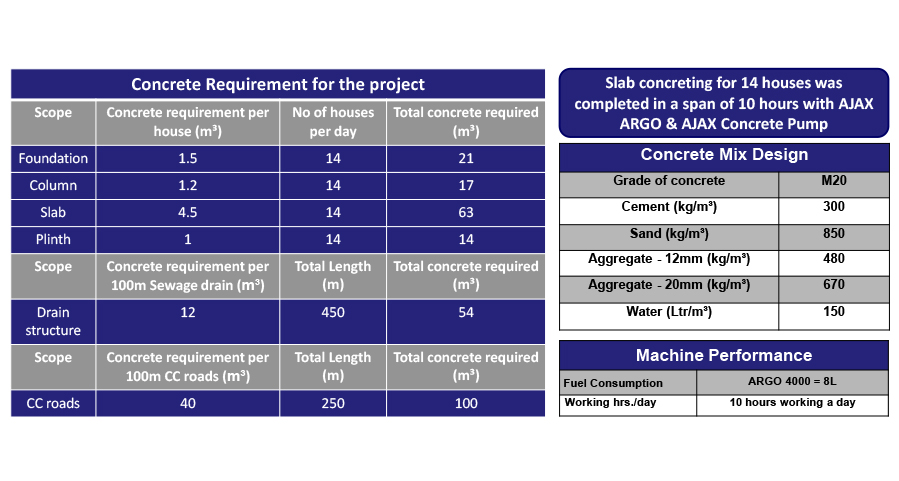 Concrete Requirement for the project
Scope Concrete requirement per house (m³) No of houses per day Total concrete required (m³)
Foundation 1.5 14 21
Column 1.2 14 17
Slab 4.5 14 63
Plinth 1 14 14
Scope Concrete requirement per 100m Sewage drain (m³) Total Length (m) Total concrete required (m³)
Drain structure 12 450 54
Scope Concrete requirement per 100m CC roads (m³) Total Length (m) Total concrete required (m³)
CC roads 40 250 100
Slab concreting for 14 houses was
completed in a span of 10 hours with AJAX
ARGO & AJAX Concrete Pump
Concrete Mix Design
Grade of concrete M20
Cement (kg/m³) 300
Sand (kg/m³) 850
Aggregate - 12mm (kg/m³) 480
Aggregate - 20mm (kg/m³) 670
Water (Ltr/m³) 150
Machine Performance
Fuel Consumption ARGO 4000 = 8L
Working hrs./day 10 hours working a day